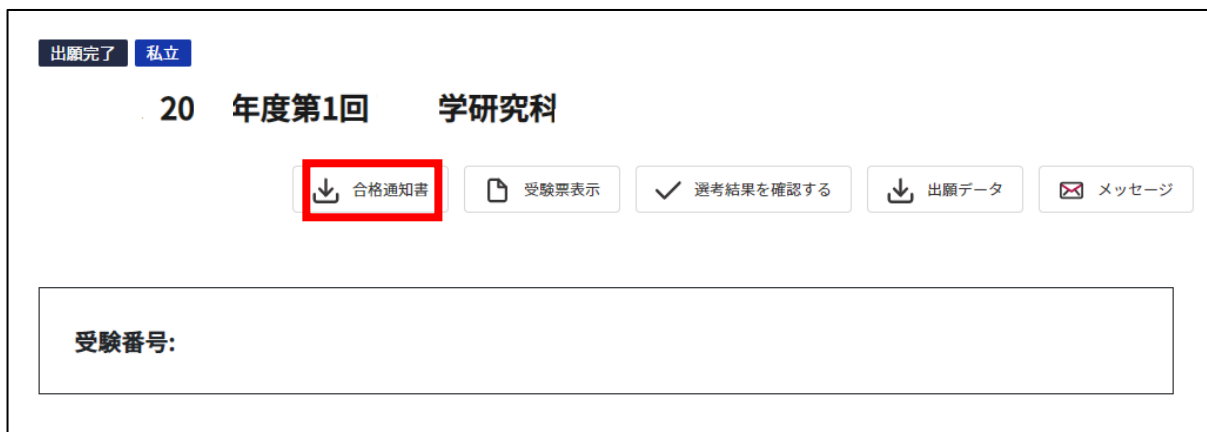 出願完了 私立
20 年度第1回 学研究科
合格通知書 受験票表示 選考結果を確認する 出願データ メッセージ
受験番号: